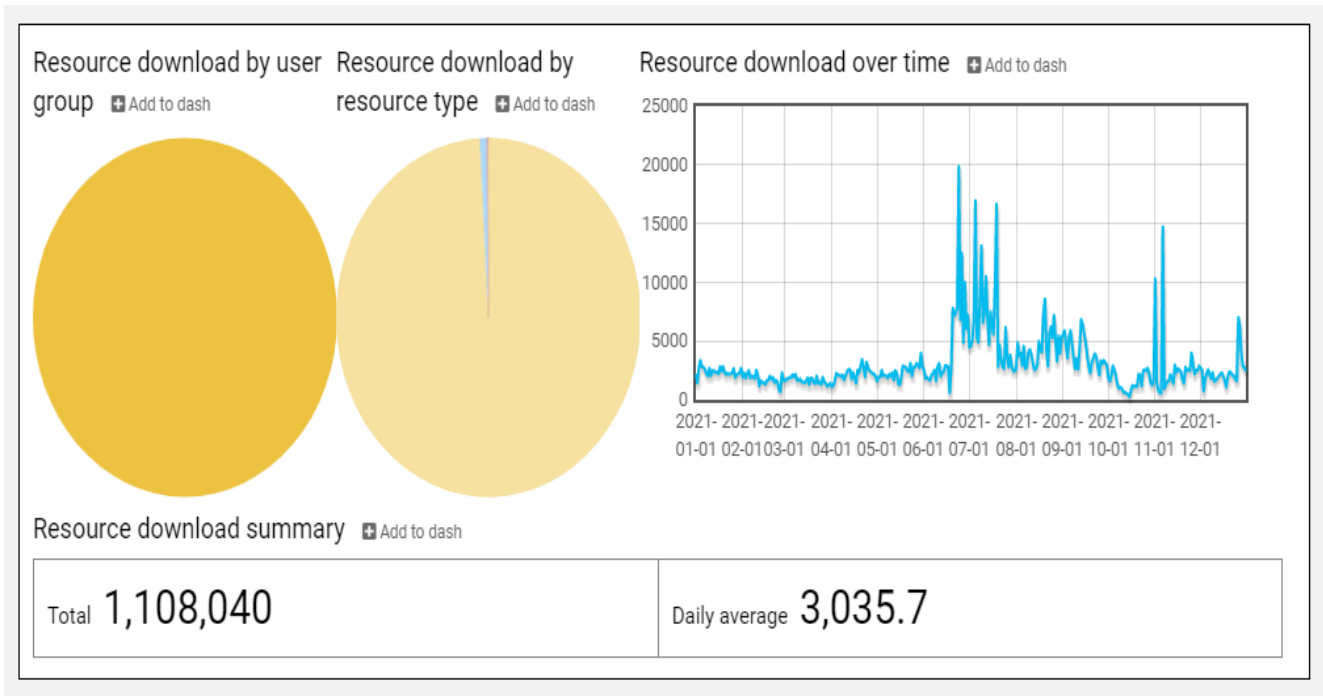 Resource download by user
group Add to dash
Resource download by
resource type Add to dash
Resource download over time Add to dash
25000
20000
15000
10000
5000
0
2021- 2021-2021- 2021- 2021- 2021- 2021- 2021- 2021- 2021- 2021- 2021-
01-01 02-0103-01 04-01 05-01 06-01 07-01 08-01 09-01 10-01 11-01 12-01
Resource download summary Add to dash
Total 1,108,040
Daily average 3,035.7